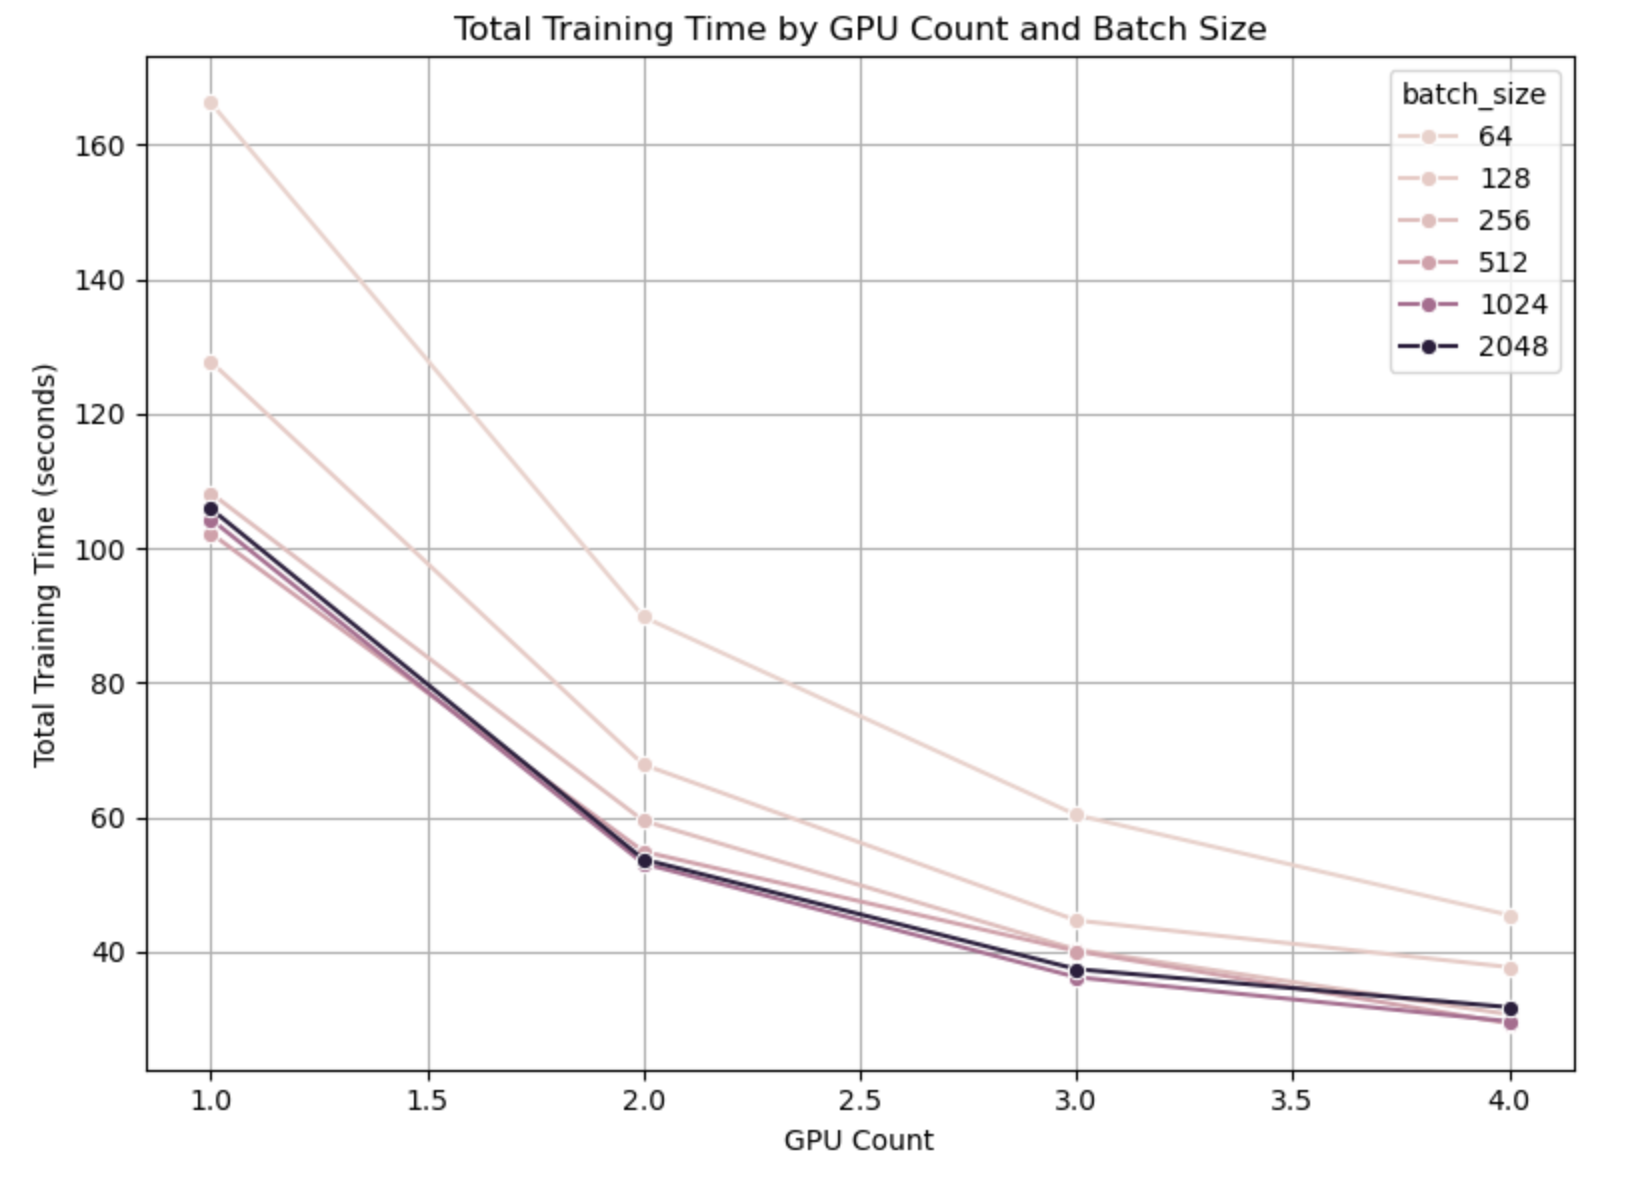 Total Training Time by GPU Count and Batch Size
batch_size
64
128
256
512
1024
2048
160
140
120
100
80
60
40
Total Training Time (seconds)
1.0 1.5 2.0 2.5 3.0 3.5 4.0
GPU Count